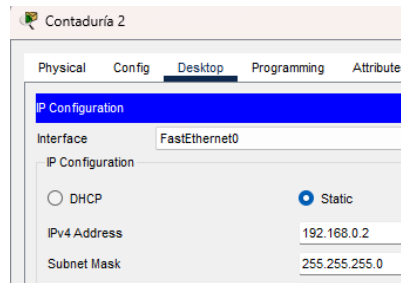 Contaduría 2
Physical Config Desktop Programming Attribute
IP Configuration
Interface FastEthernet0
IP Configuration
DHCP Static
IPv4 Address 192.168.0.2
Subnet Mask 255.255.255.0